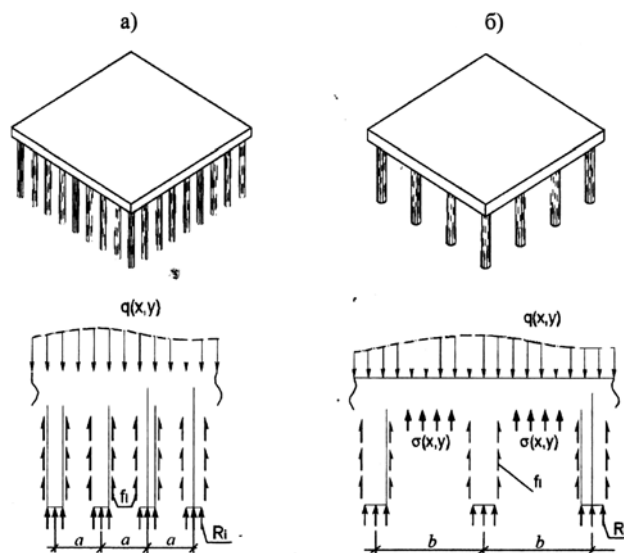 а) б)
q(x,y) q(x,y)
σ(x,y) σ(x,y)
fi fi
Ri R
a a a b b